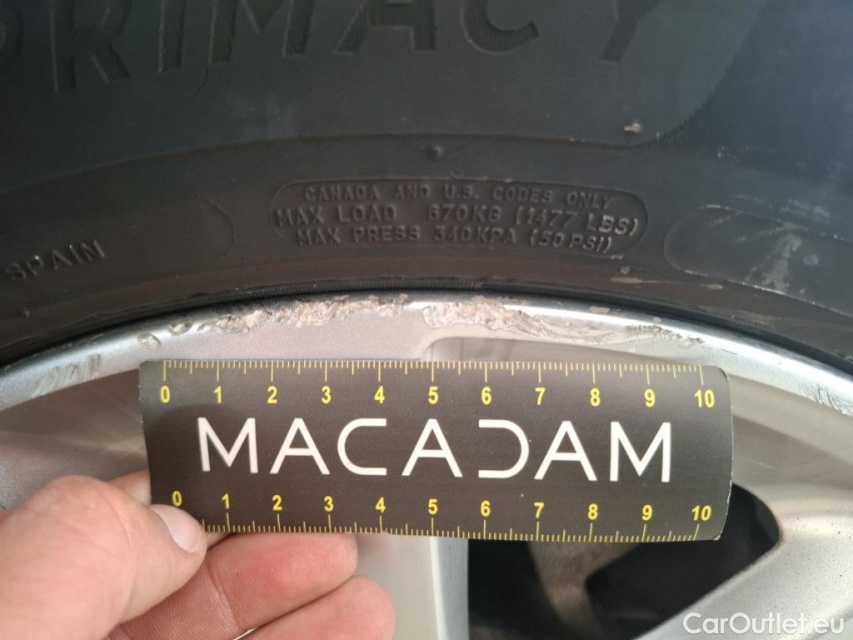 PRIMACY
CANADA AND U.S. CODES ONLY
MAX LOAD 670KG (1477 LBS)
MAX PRESS 340KPA (50 PSI)
SPAIN
0 1 2 3 4 5 6 7 8 9 10
MACADAM
0 1 2 3 4 5 6 7 8 9 10
CarOutlet.eu